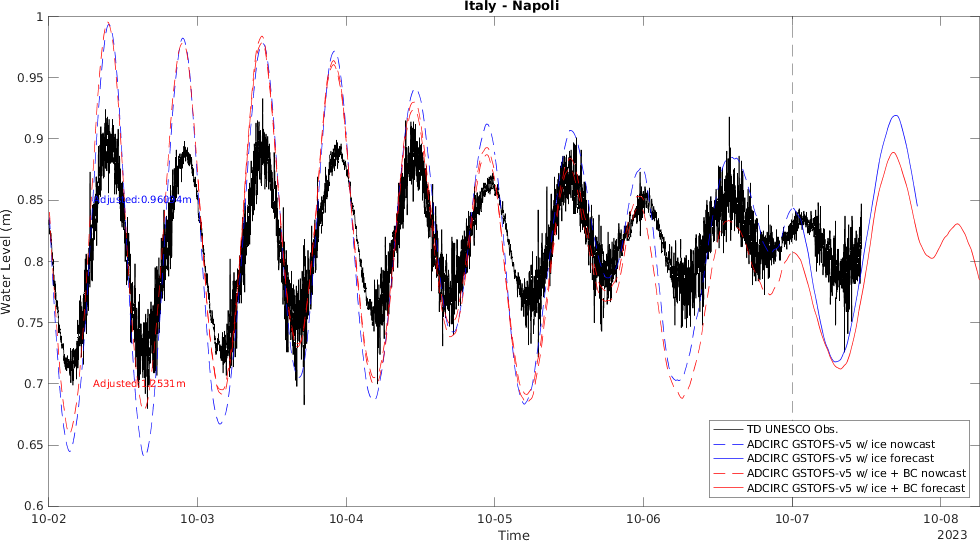 Italy - Napoli
1
0.95
0.9
0.85
0.8
0.75
0.7
0.65
0.6
Water Level (m)
Adjusted:1.2531m
TD UNESCO Obs.
ADCIRC GSTOFS-v5 w/ ice nowcast
ADCIRC GSTOFS-v5 w/ ice forecast
ADCIRC GSTOFS-v5 w/ ice + BC nowcast
ADCIRC GSTOFS-v5 w/ ice + BC forecast
10-02 10-03 10-04 10-05 10-06 10-07 10-08
Time
2023